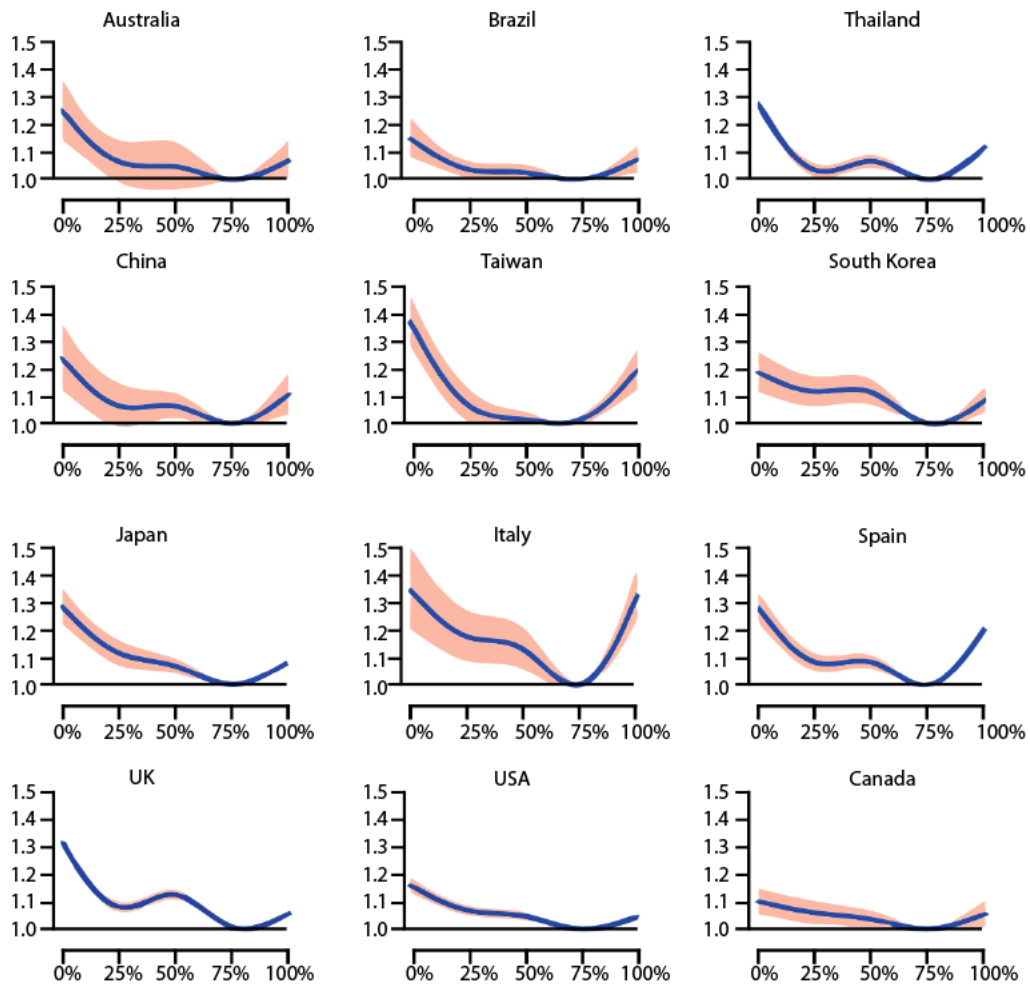 Australia Brazil Thailand
1.5 1.5 1.5
1.4 1.4 1.4
1.3 1.3 1.3
1.2 1.2 1.2
1.1 1.1 1.1
1.0 1.0 1.0
0% 25% 50% 75% 100% 0% 25% 50% 75% 100% 0% 25% 50% 75% 100%
China Taiwan South Korea
1.5 1.5 1.5
1.4 1.4 1.4
1.3 1.3 1.3
1.2 1.2 1.2
1.1 1.1 1.1
1.0 1.0 1.0
0% 25% 50% 75% 100% 0% 25% 50% 75% 100% 0% 25% 50% 75% 100%
Japan Italy Spain
1.5 1.5 1.5
1.4 1.4 1.4
1.3 1.3 1.3
1.2 1.2 1.2
1.1 1.1 1.1
1.0 1.0 1.0
0% 25% 50% 75% 100% 0% 25% 50% 75% 100% 0% 25% 50% 75% 100%
UK USA Canada
1.5 1.5 1.5
1.4 1.4 1.4
1.3 1.3 1.3
1.2 1.2 1.2
1.1 1.1 1.1
1.0 1.0 1.0
0% 25% 50% 75% 100% 0% 25% 50% 75% 100% 0% 25% 50% 75% 100%